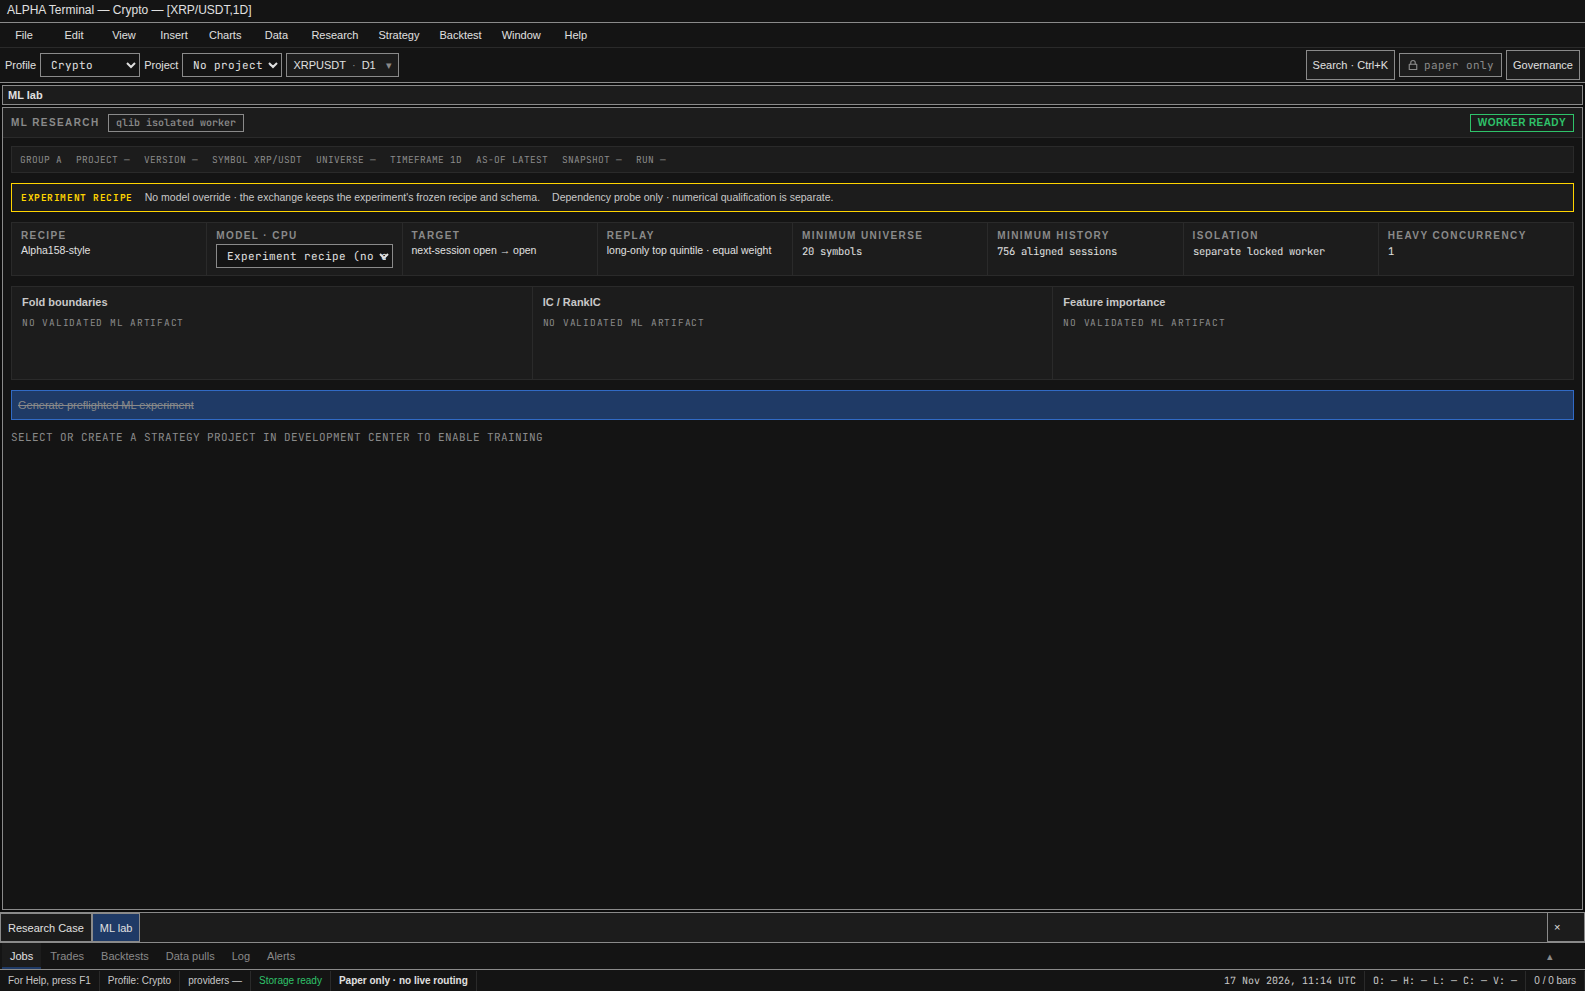 ALPHA Terminal — Crypto — [XRP/USDT,1D]
File Edit View Insert Charts Data Research Strategy Backtest Window Help
Profile Crypto Project No project XRPUSDT · D1 ▾ Search · Ctrl+K paper only Governance
ML lab
ML RESEARCH qlib isolated worker WORKER READY
GROUP A PROJECT — VERSION — SYMBOL XRP/USDT UNIVERSE — TIMEFRAME 1D AS-OF LATEST SNAPSHOT — RUN —
EXPERIMENT RECIPE No model override · the exchange keeps the experiment's frozen recipe and schema. Dependency probe only · numerical qualification is separate.
RECIPE MODEL · CPU TARGET REPLAY MINIMUM UNIVERSE MINIMUM HISTORY ISOLATION HEAVY CONCURRENCY
Alpha158-style Experiment recipe (no next-session open → open long-only top quintile · equal weight 20 symbols 756 aligned sessions separate locked worker 1
Fold boundaries IC / RankIC Feature importance
NO VALIDATED ML ARTIFACT NO VALIDATED ML ARTIFACT NO VALIDATED ML ARTIFACT
Generate preflighted ML experiment
SELECT OR CREATE A STRATEGY PROJECT IN DEVELOPMENT CENTER TO ENABLE TRAINING
Research Case ML lab ×
Jobs Trades Backtests Data pulls Log Alerts ▴
For Help, press F1 Profile: Crypto providers — Storage ready Paper only · no live routing 17 Nov 2026, 11:14 UTC O: — H: — L: — C: — V: — 0 / 0 bars